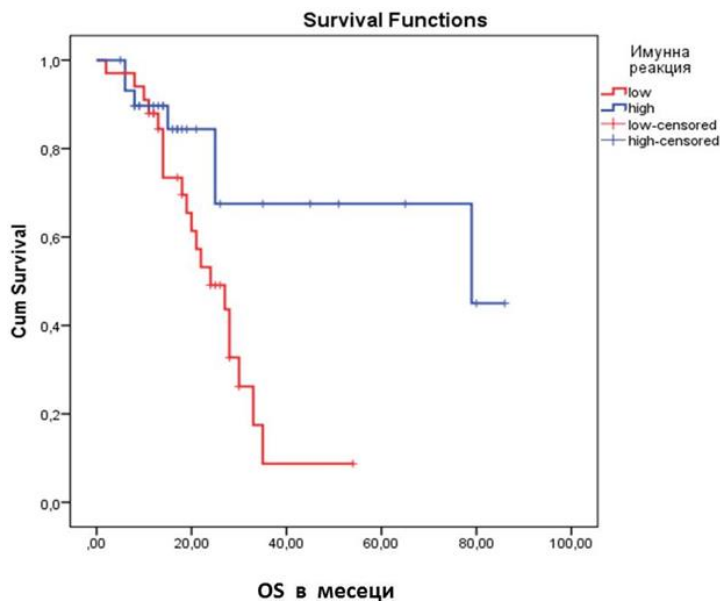 Survival Functions
Имунна
реакция
low
high
low-censored
high-censored
Cum Survival
1,0
0,8
0,6
0,4
0,2
0,0
,00
20,00
40,00
60,00
80,00
100,00
OS в месеци